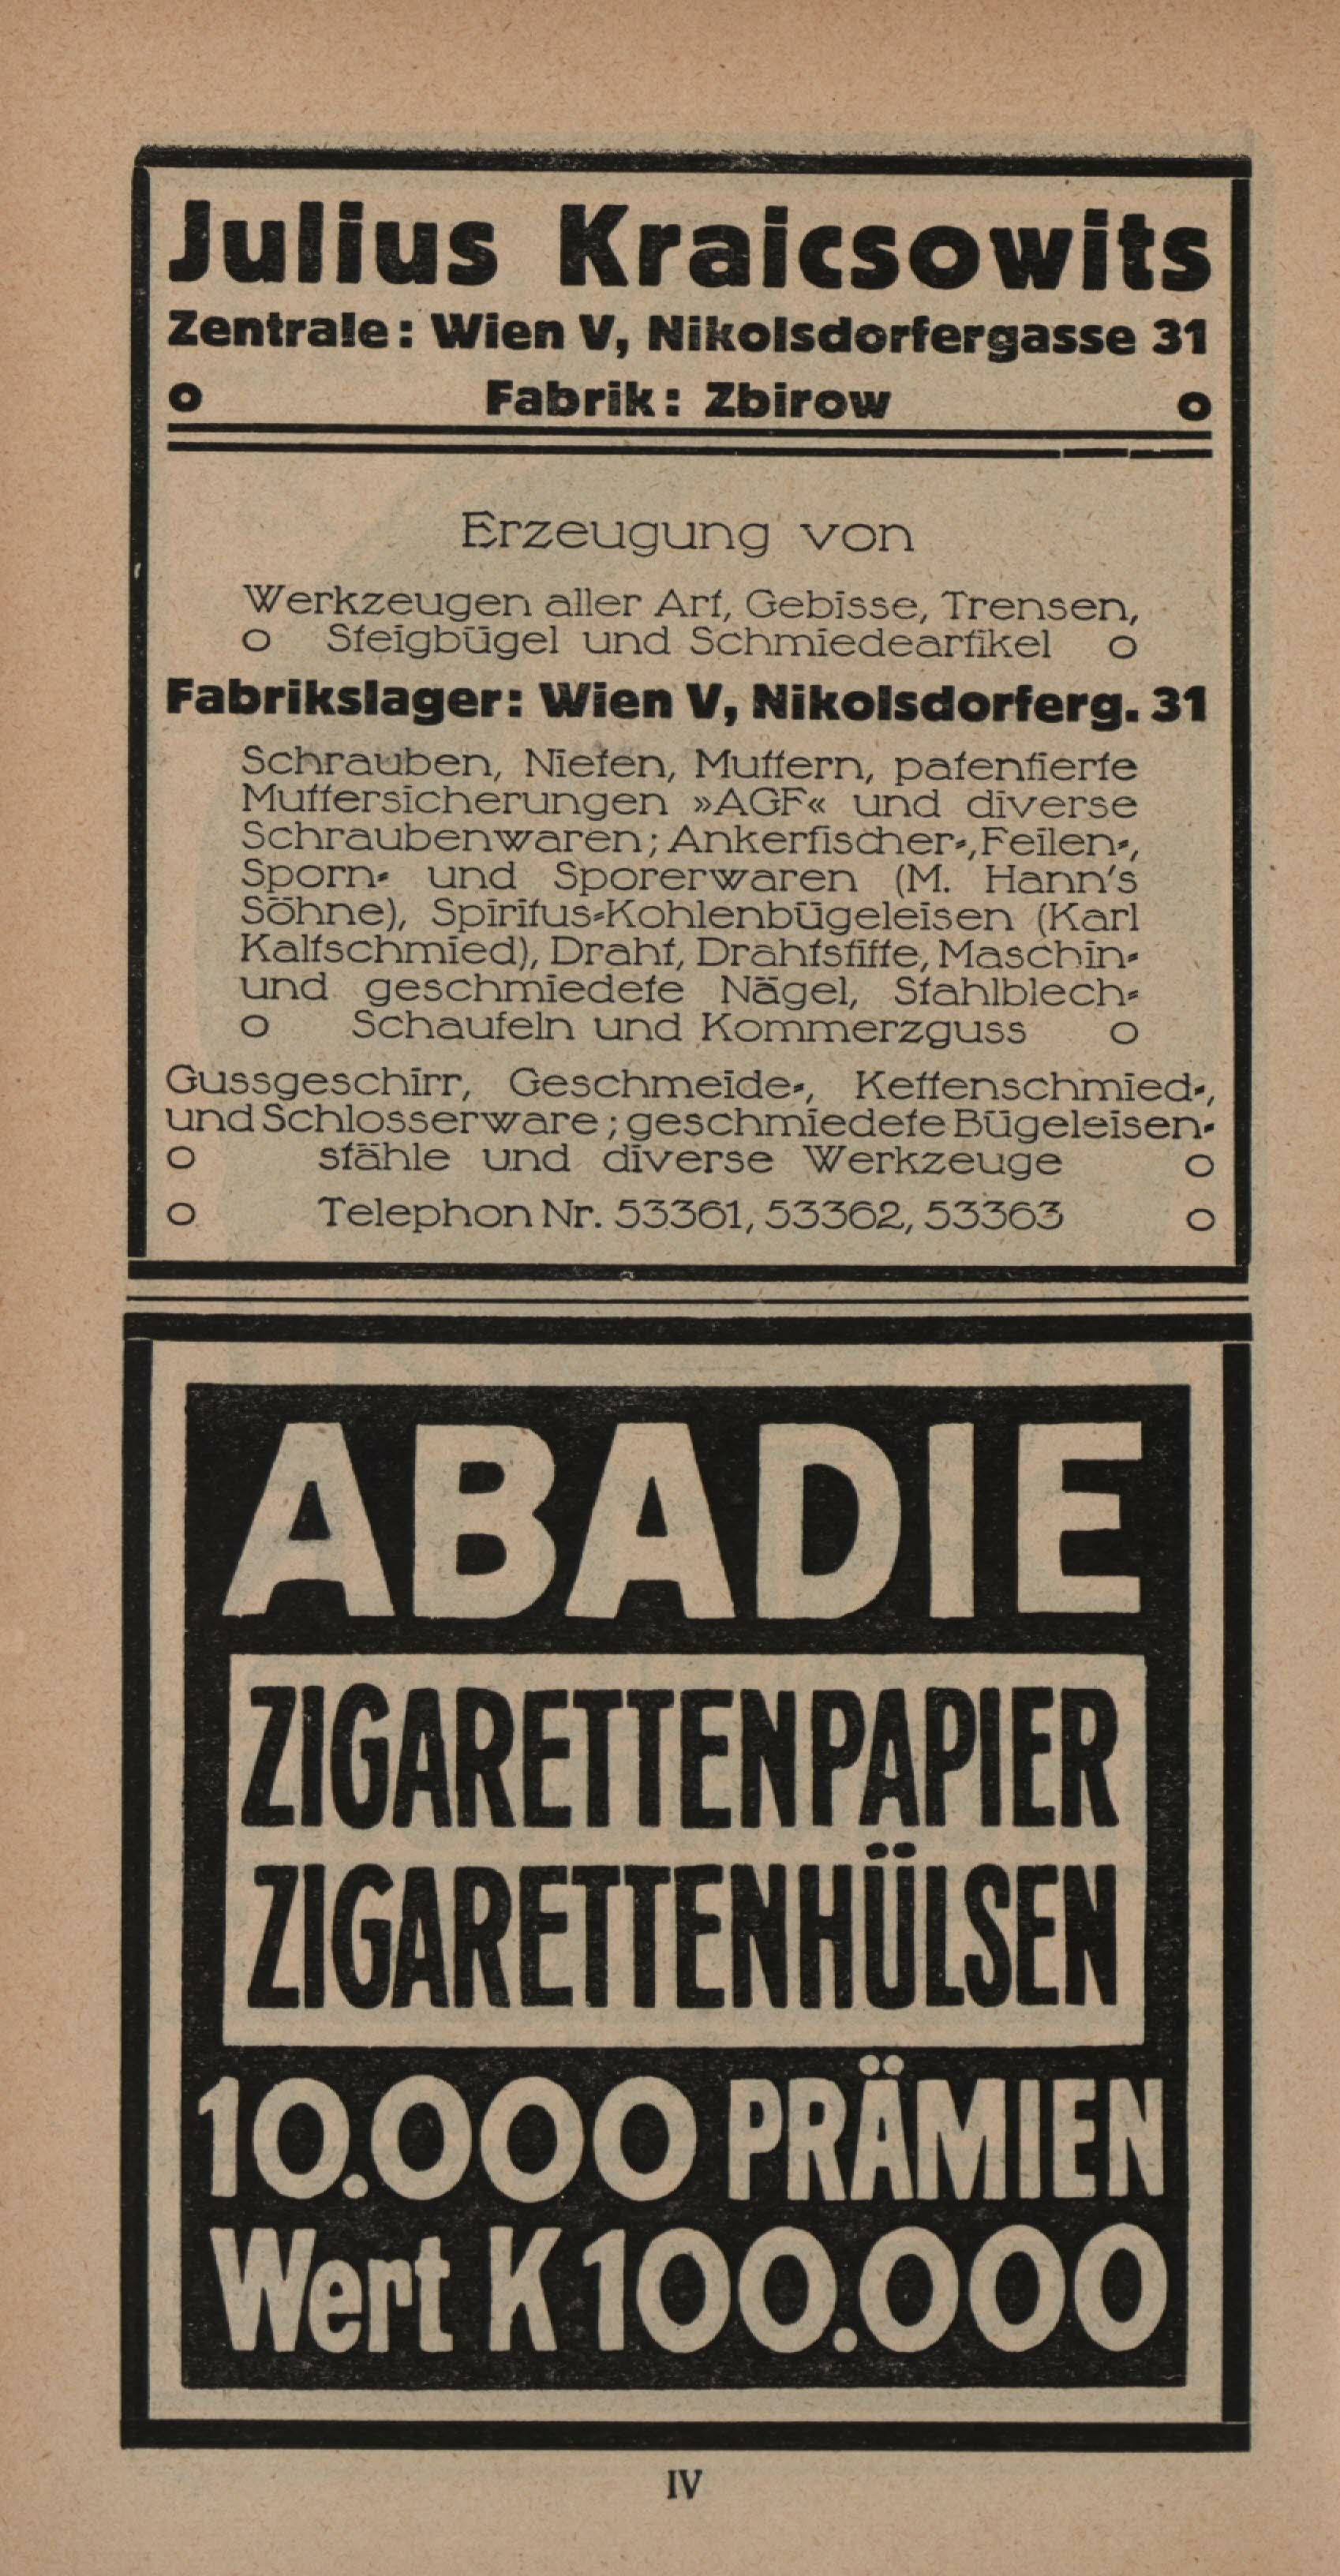 Julius Kraicsowits
Zentrale: Wien V, Nikolsdorfergasse 31
o Fabrik: Zbirow o
Erzeugung von
Werkzeugen aller Art, Gebisse, Trensen,
o Steigbügel und Schmiedeartikel o
Fabrikslager: Wien V, Nikolsdorferg. 31
Schrauben, Nieten, Muttern, patentierte
Muttersicherungen »AGF« und diverse
Schraubenwaren; Ankertischer-, Feilen-,
Sporn- und Sporerwaren (M. Hann's
Söhne), Spiritus-Kohlenbügeleisen (Karl
Kaltschmied), Draht, Drahtstifte, Maschin-
und geschmiedete Nägel, Stahlblech-
o Schaufeln und Kommerzguss o
Gussgeschirr, Geschmeide-, Kettenschmied-,
und Schlosserware; geschmiedete Bügeleisen-
o stähle und diverse Werkzeuge o
o Telephon Nr. 53361, 53362, 53363 o
ABADIE
ZIGARETTENPAPIER
ZIGARETTENHÜLSEN
10.000 PRÄMIEN
Wert K 100.000
IV